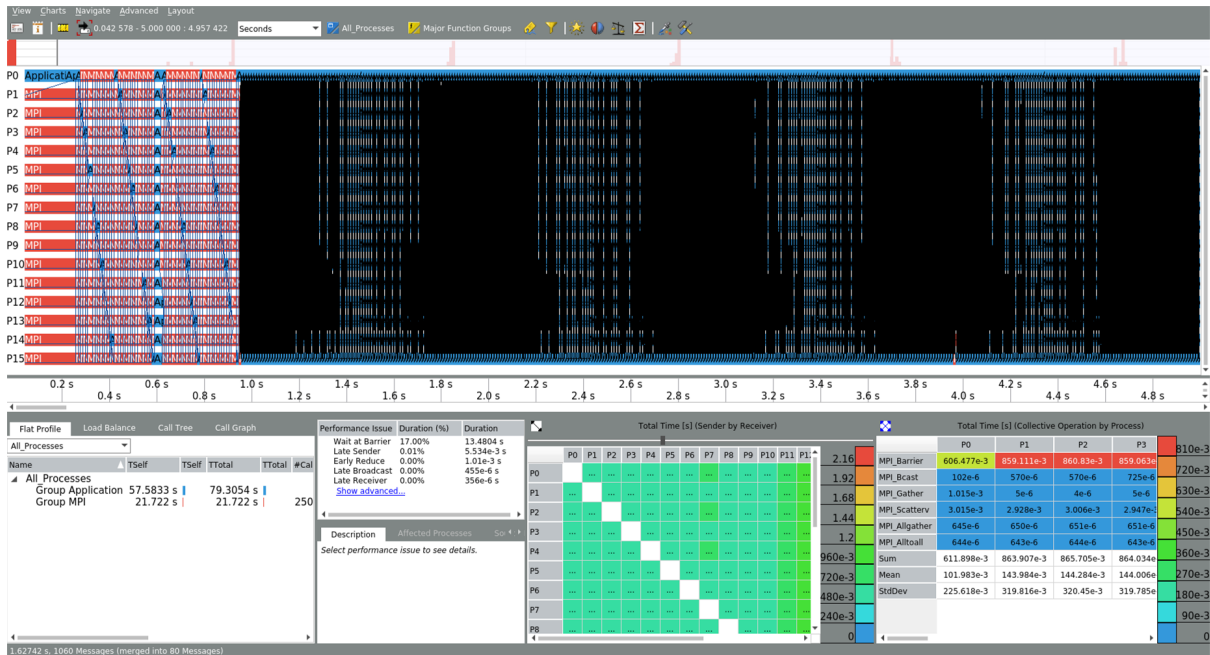 View Charts Navigate Advanced Layout
0.042 578 - 5.000 000 : 4.957 422 Seconds All_Processes Major Function Groups
P0 Applicati
P1 MPI
P2 MPI
P3 MPI
P4 MPI
P5 MPI
P6 MPI
P7 MPI
P8 MPI
P9 MPI
P10 MPI
P11 MPI
P12 MPI
P13 MPI
P14 MPI
P15 MPI
0.2 s 0.6 s 1.0 s 1.4 s 1.8 s 2.2 s 2.6 s 3.0 s 3.4 s 3.8 s 4.2 s 4.6 s
0.4 s 0.8 s 1.2 s 1.6 s 2.0 s 2.4 s 2.8 s 3.2 s 3.6 s 4.0 s 4.4 s 4.8 s
Flat Profile Load Balance Call Tree Call Graph
All_Processes
Name TSelf TSelf TTotal TTotal #Cal
All_Processes
Group Application 57.5833 s 79.3054 s
Group MPI 21.722 s 21.722 s 250
Performance Issue Duration (%) Duration
Wait at Barrier 17.00% 13.4804 s
Late Sender 0.01% 5.534e-3 s
Early Reduce 0.00% 1.01e-3 s
Late Broadcast 0.00% 455e-6 s
Late Receiver 0.00% 356e-6 s
Show advanced...
Description Affected Processes So
Select performance issue to see details.
Total Time [s] (Sender by Receiver)
P0 P1 P2 P3 P4 P5 P6 P7 P8 P9 P10 P11 P1
P0
P1
P2
P3
P4
P5
P6
P7
P8
2.16
1.92
1.68
1.44
1.2
960e-3
720e-3
480e-3
240e-3
0
Total Time [s] (Collective Operation by Process)
P0 P1 P2 P3
MPI_Barrier 606.477e-3 859.111e-3 860.83e-3 859.063e
MPI_Bcast 102e-6 570e-6 570e-6 725e-6
MPI_Gather 1.015e-3 5e-6 4e-6 5e-6
MPI_Scatterv 3.015e-3 2.928e-3 3.006e-3 2.947e-
MPI_Allgather 645e-6 650e-6 651e-6 651e-6
MPI_Alltoall 644e-6 643e-6 644e-6 643e-6
Sum 611.898e-3 863.907e-3 865.705e-3 864.034e
Mean 101.983e-3 143.984e-3 144.284e-3 144.006e
StdDev 225.618e-3 319.816e-3 320.45e-3 319.785e
810e-3
720e-3
630e-3
540e-3
450e-3
360e-3
270e-3
180e-3
90e-3
0
1.62742 s, 1060 Messages (merged into 80 Messages)